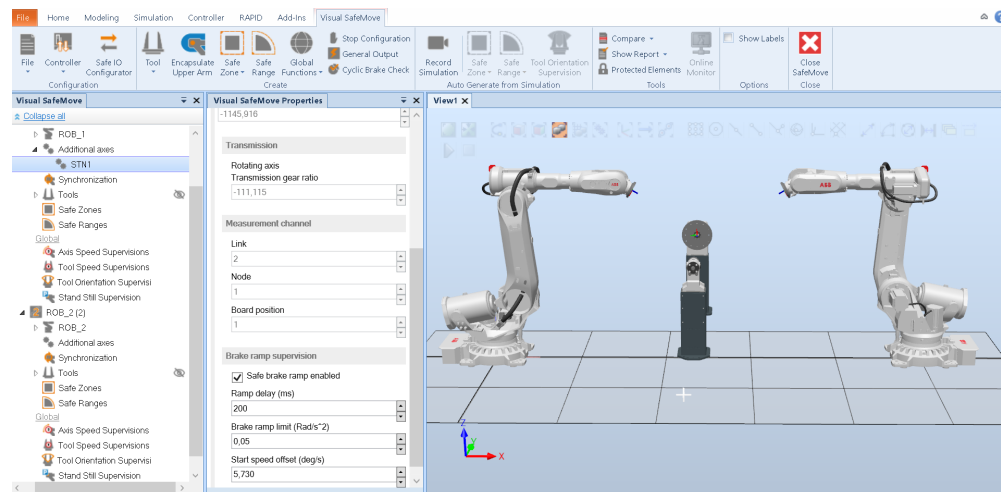 File Home Modeling Simulation Controller RAPID Add-Ins Visual SafeMove
File Controller Safe IO Configurator Tool Encapsulate Upper Arm Safe Zone Safe Range Global Functions Stop Configuration General Output Cyclic Brake Check Record Simulation Safe Zone Safe Range Tool Orientation Supervision Compare Show Report Protected Elements Online Monitor Show Labels Close SafeMove
Configuration Create Auto Generate from Simulation Tools Options Close
Visual SafeMove
Collapse all
ROB_1
Additional axes
STN1
Synchronization
Tools
Safe Zones
Safe Ranges
Global
Axis Speed Supervisions
Tool Speed Supervisions
Tool Orientation Supervisi
Stand Still Supervision
ROB_2 (2)
ROB_2
Additional axes
Synchronization
Tools
Safe Zones
Safe Ranges
Global
Axis Speed Supervisions
Tool Speed Supervisions
Tool Orientation Supervisi
Stand Still Supervision
Visual SafeMove Properties
-1145,916
Transmission
Rotating axis
Transmission gear ratio
-111,115
Measurement channel
Link
2
Node
1
Board position
1
Brake ramp supervision
Safe brake ramp enabled
Ramp delay (ms)
200
Brake ramp limit (Rad/s^2)
0,05
Start speed offset (deg/s)
5,730
View1
ABB
Z
Y
X